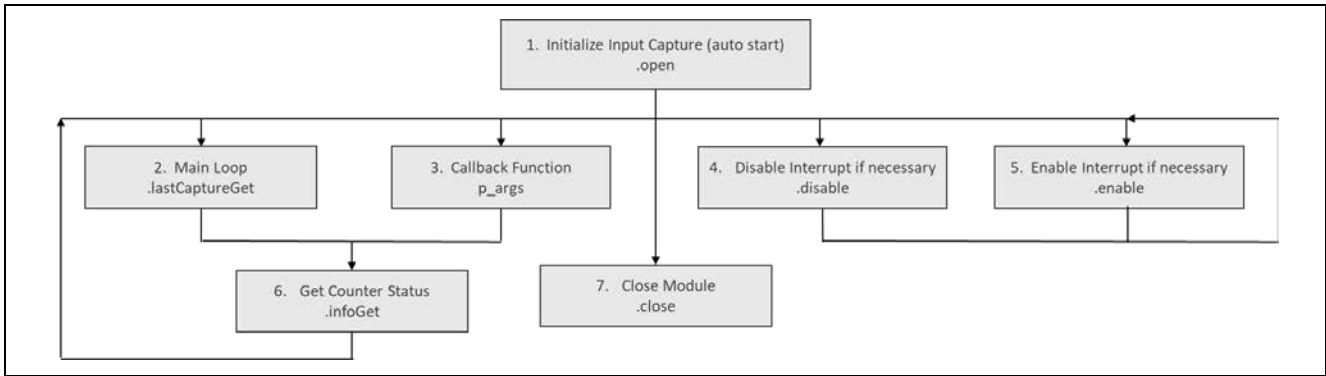 1. Initialize Input Capture (auto start)
.open
2. Main Loop
.lastCaptureGet
3. Callback Function
p_args
4. Disable Interrupt if necessary
.disable
5. Enable Interrupt if necessary
.enable
6. Get Counter Status
.infoGet
7. Close Module
.close